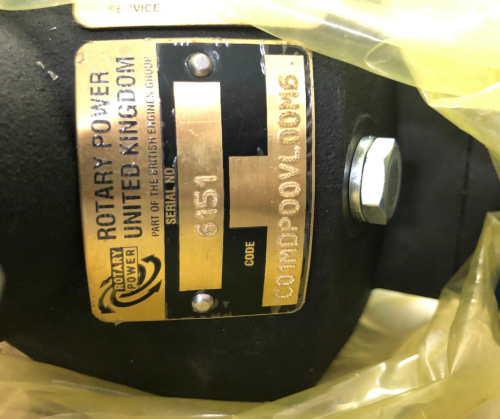 SERVICE
ROTARY POWER
UNITED KINGDOM
PART OF THE BRITISH ENGINES GROUP
ROTARY
POWER
SERIAL NO.
6151
CODE
C01MDP00VL00M6